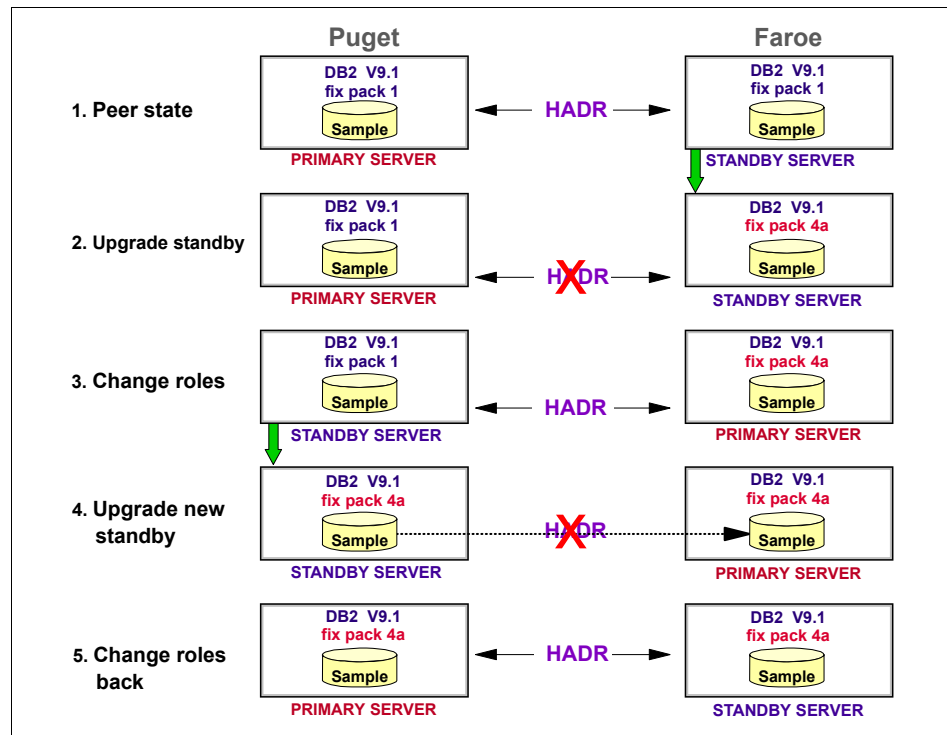 Puget Faroe
DB2 V9.1 DB2 V9.1
fix pack 1 fix pack 1
1. Peer state HADR
Sample Sample
PRIMARY SERVER STANDBY SERVER
DB2 V9.1 DB2 V9.1
fix pack 1 fix pack 4a
2. Upgrade standby
Sample Sample
HADR
PRIMARY SERVER STANDBY SERVER
DB2 V9.1 DB2 V9.1
fix pack 1 fix pack 4a
3. Change roles
Sample HADR Sample
STANDBY SERVER PRIMARY SERVER
DB2 V9.1 DB2 V9.1
fix pack 4a fix pack 4a
4. Upgrade new
standby
Sample HADR Sample
STANDBY SERVER PRIMARY SERVER
DB2 V9.1 DB2 V9.1
fix pack 4a fix pack 4a
5. Change roles HADR
back
Sample Sample
PRIMARY SERVER STANDBY SERVER